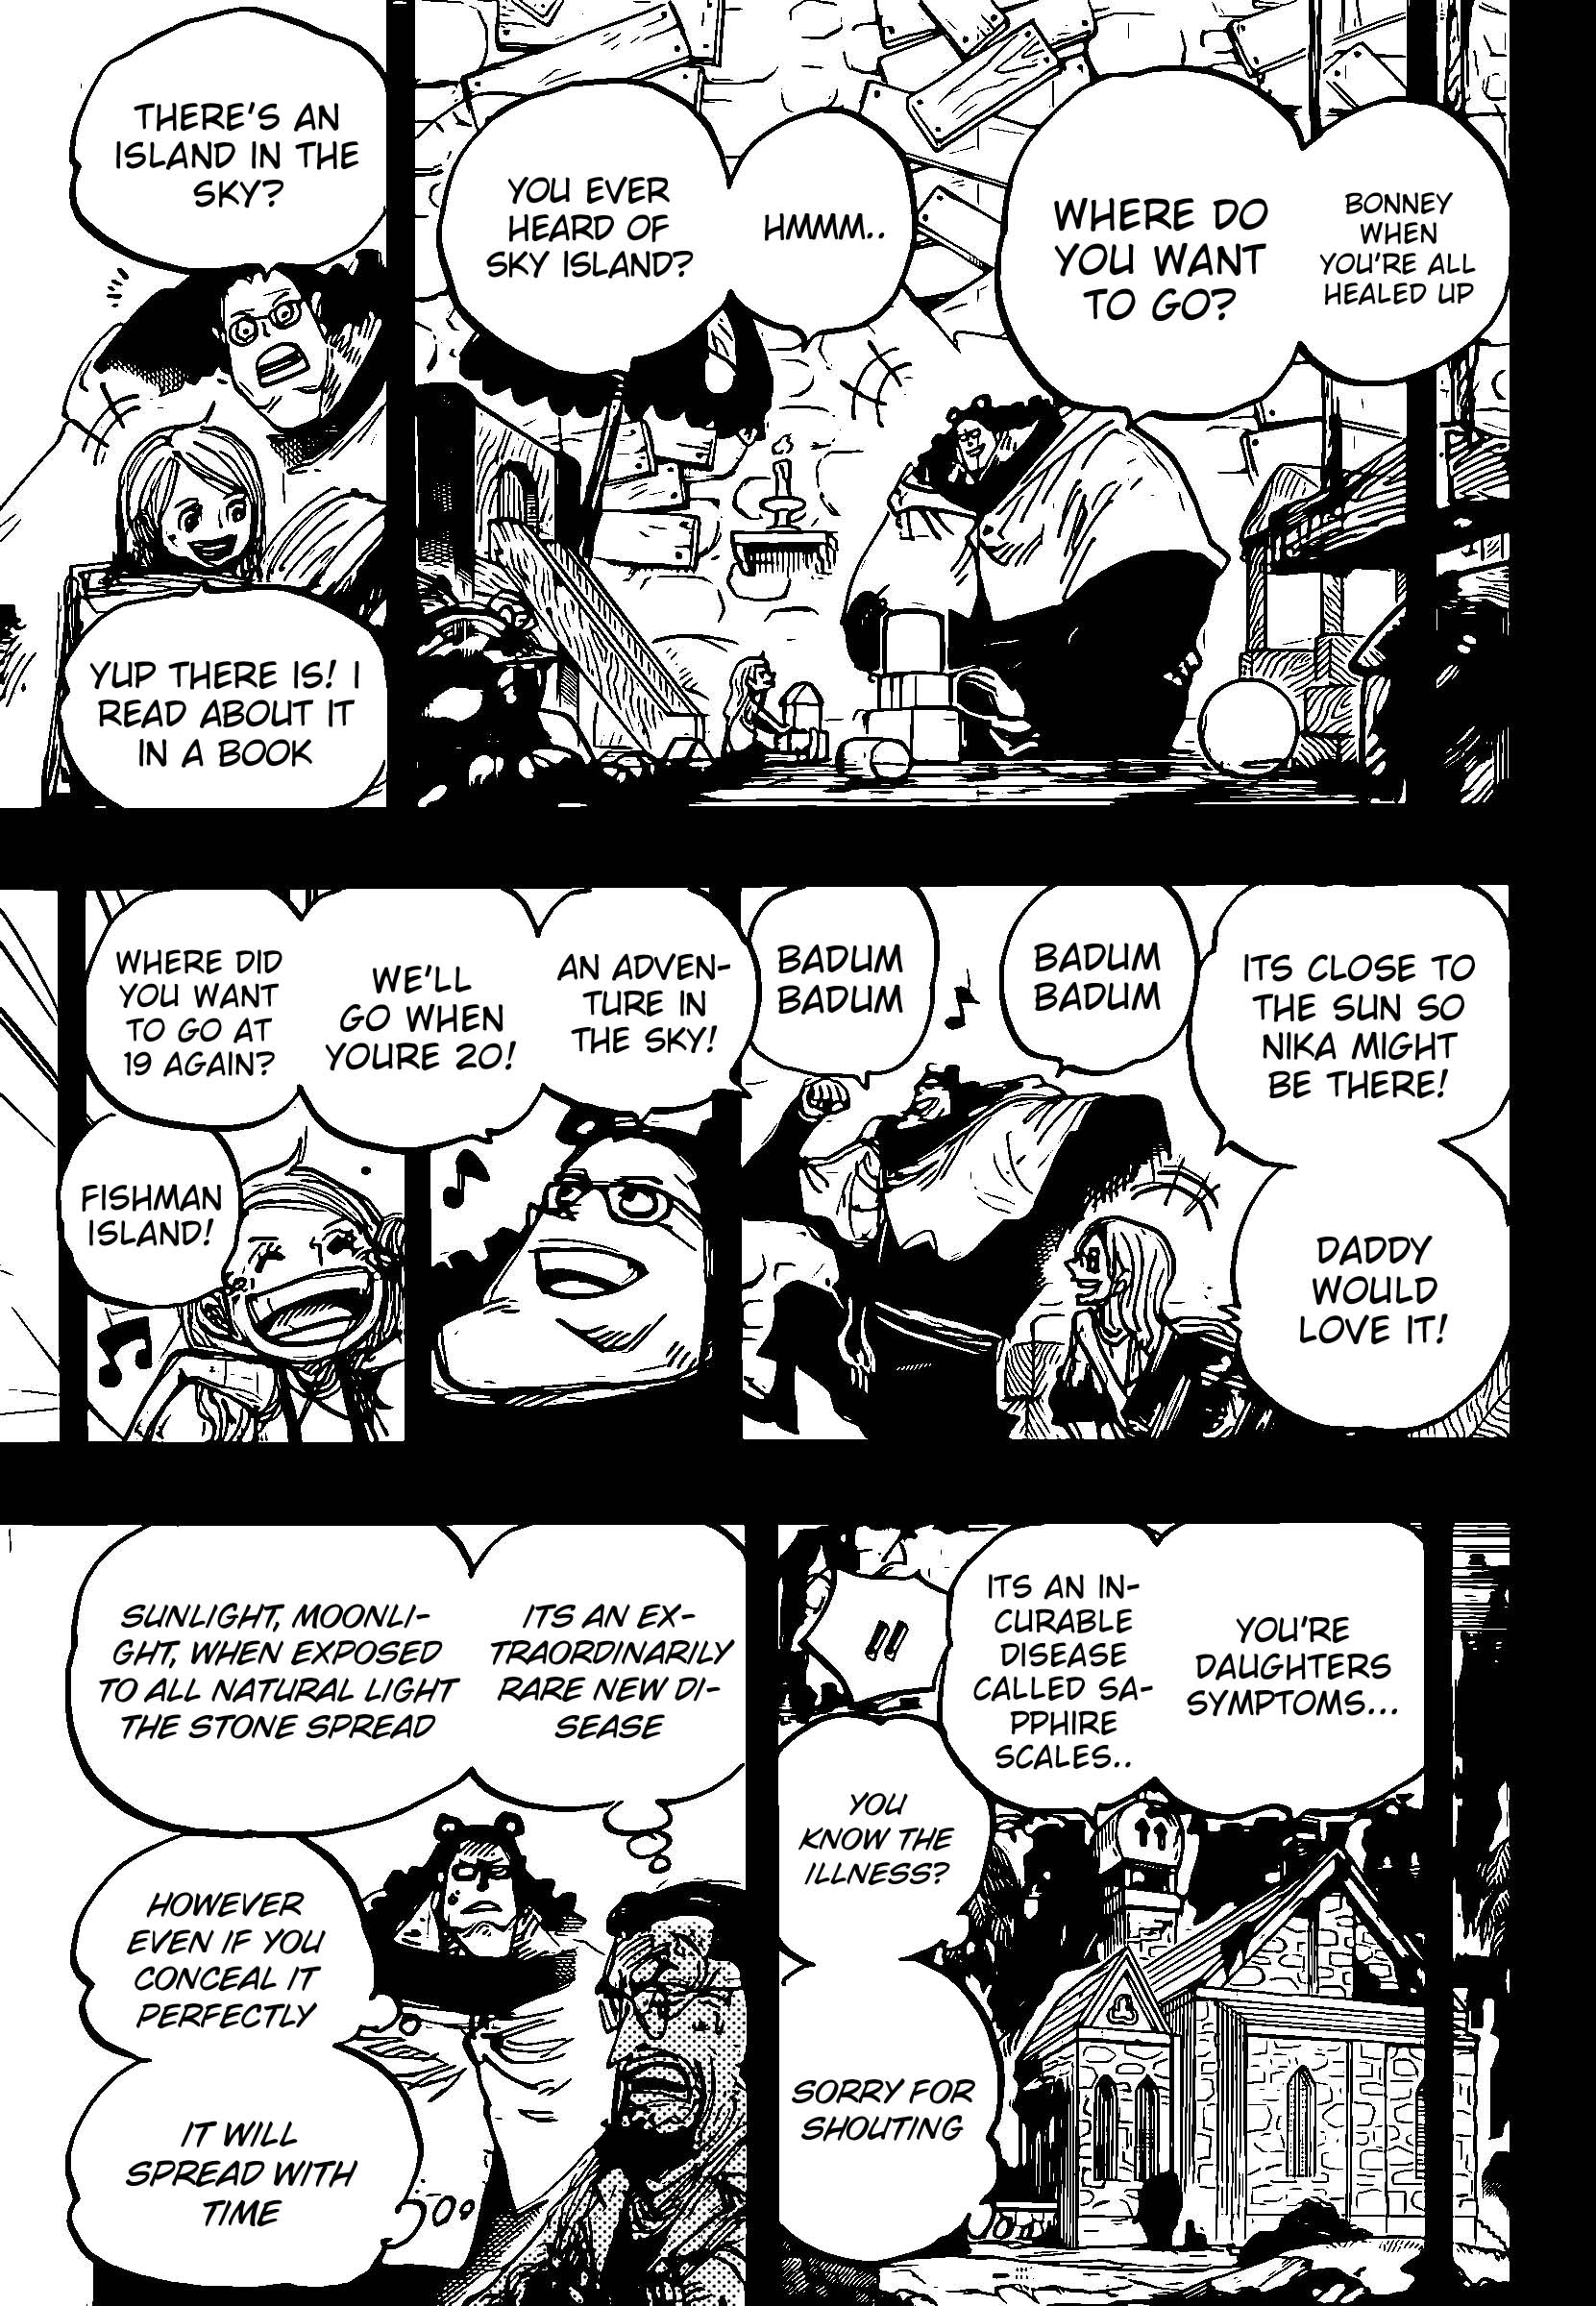 BONNEY
WHEN
YOU'RE ALL
HEALED UP
WHERE DO
YOU WANT
TO GO?
HMMM..
YOU EVER
HEARD OF
SKY ISLAND?
THERE'S AN
ISLAND IN THE
SKY?
YUP THERE IS! I
READ ABOUT IT
IN A BOOK
ITS CLOSE TO
THE SUN SO
NIKA MIGHT
BE THERE!
DADDY
WOULD
LOVE IT!
BADUM
BADUM
BADUM
BADUM
AN ADVEN-
TURE IN
THE SKY!
WE'LL
GO WHEN
YOURE 20!
WHERE DID
YOU WANT
TO GO AT
19 AGAIN?
FISHMAN
ISLAND!
YOU'RE
DAUGHTERS
SYMPTOMS...
ITS AN IN-
CURABLE
DISEASE
CALLED SA-
PPHIRE
SCALES..
!!
YOU
KNOW THE
ILLNESS?
SORRY FOR
SHOUTING
ITS AN EX-
TRAORDINARILY
RARE NEW DI-
SEASE
SUNLIGHT, MOONLI-
GHT, WHEN EXPOSED
TO ALL NATURAL LIGHT
THE STONE SPREAD
HOWEVER
EVEN IF YOU
CONCEAL IT
PERFECTLY
IT WILL
SPREAD WITH
TIME